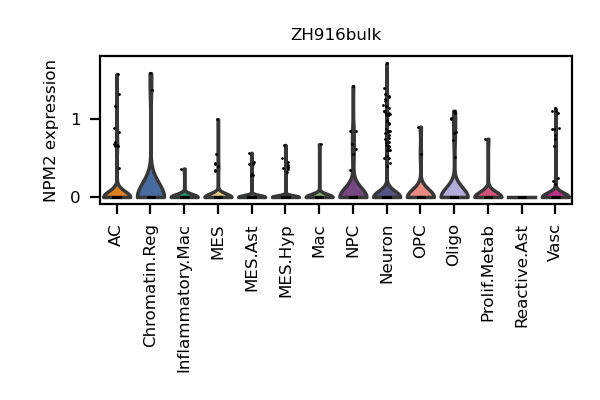 ZH916bulk
NPM2 expression
1
0
AC
Chromatin.Reg
Inflammatory.Mac
MES
MES.Ast
MES.Hyp
Mac
NPC
Neuron
OPC
Oligo
Prolif.Metab
Reactive.Ast
Vasc